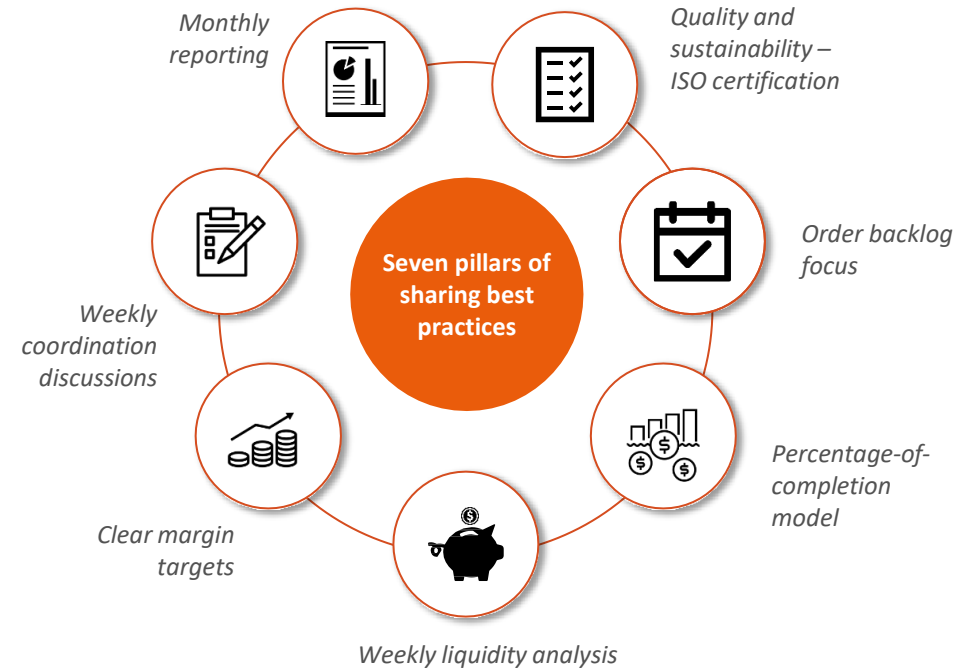 Monthly
reporting
Quality and
sustainability –
ISO certification
Order backlog
focus
Percentage-of-
completion
model
Weekly liquidity analysis
Clear margin
targets
Weekly
coordination
discussions
Seven pillars of
sharing best
practices